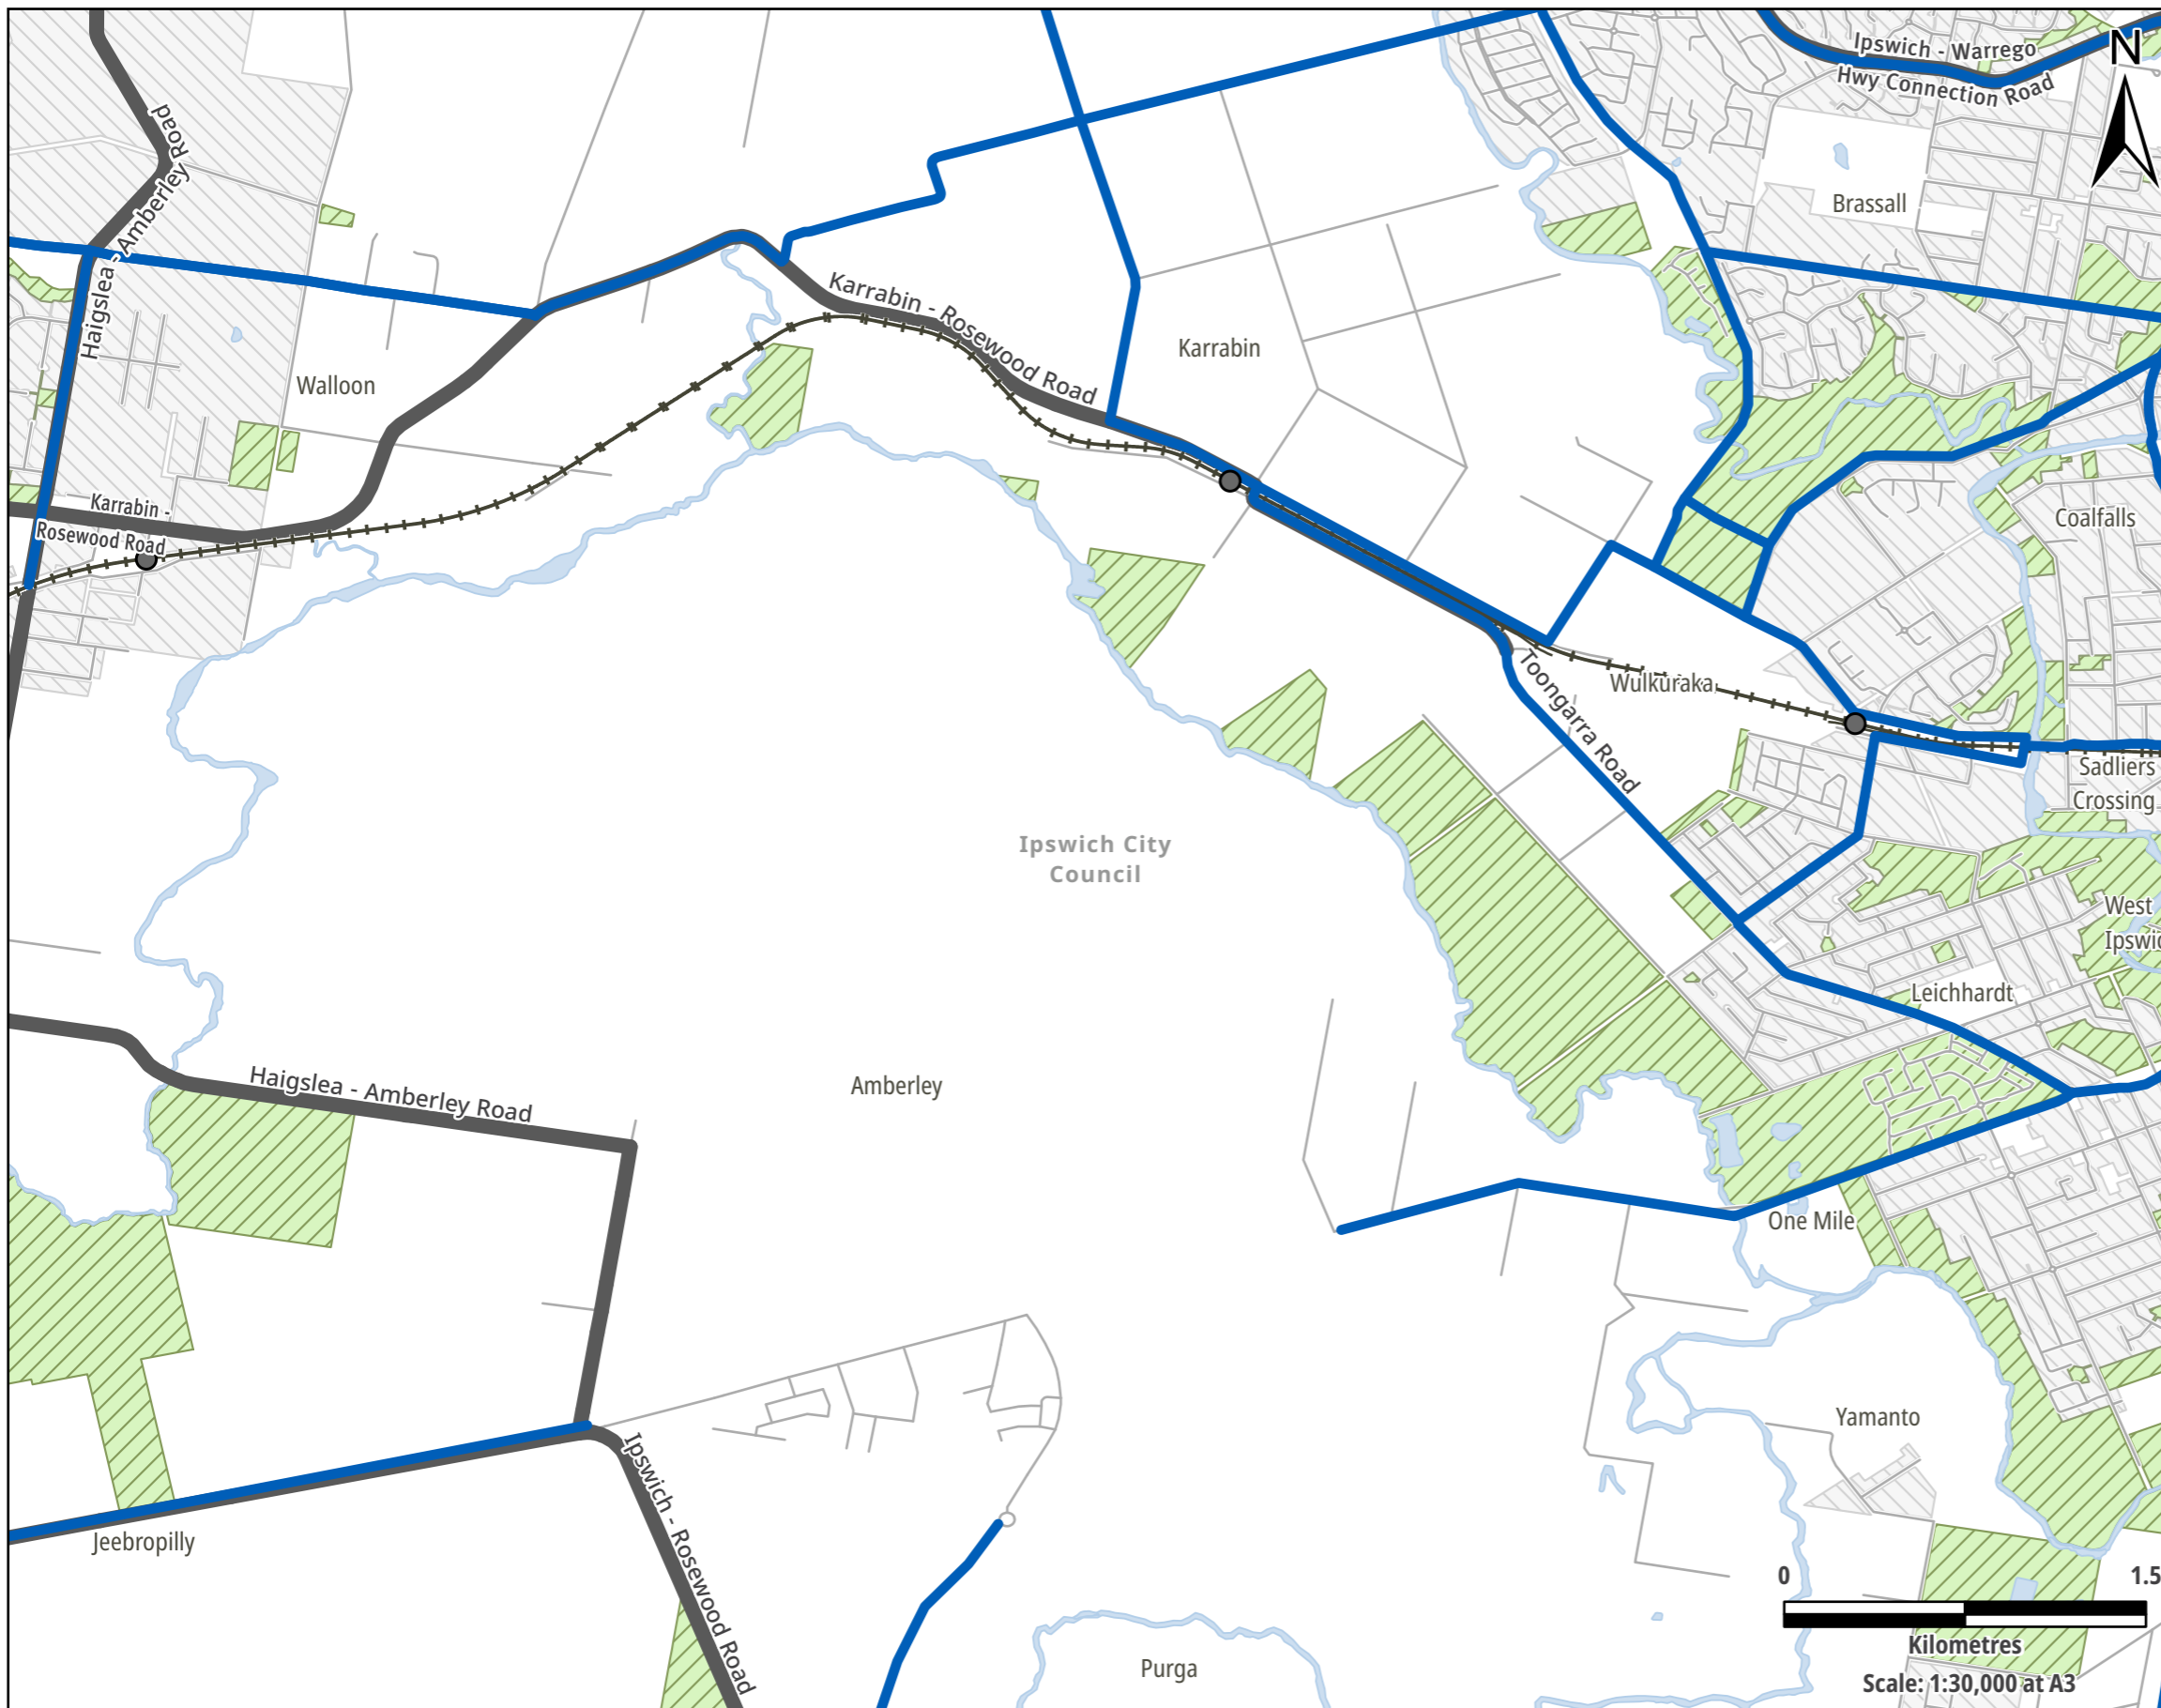 Ipswich - Warrego
Hwy Connection Road
N
Haigslea - Amberley Road
Brassall
Karrabin - Rosewood Road
Karrabin
Walloon
Karrabin -
Rosewood Road
Coalfalls
Toongarra Road
Wulkuraka
Sadliers
Crossing
Ipswich City
Council
West
Leichhardt
Haigslea - Amberley Road
Amberley
One Mile
Yamanto
Ipswich - Rosewood Road
Jeebropilly
0 1.5
Kilometres
Purga
Scale: 1:30,000 at A3